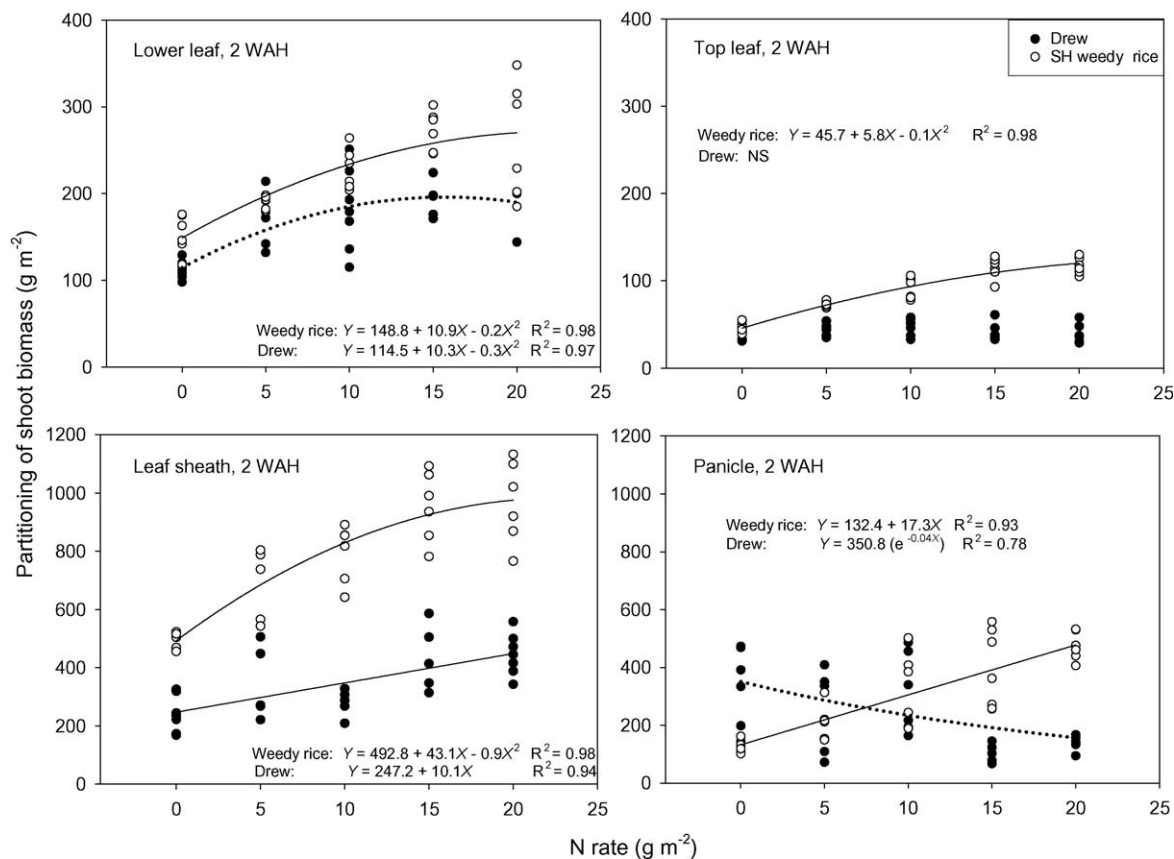 Partitioning of shoot biomass (g m⁻²)
400
300
200
100
0
Lower leaf, 2 WAH
Weedy rice: Y = 148.8 + 10.9X - 0.2X² R² = 0.98
Drew: Y = 114.5 + 10.3X - 0.3X² R² = 0.97
0 5 10 15 20 25
400
300
200
100
0
Top leaf, 2 WAH
Drew
SH weedy rice
Weedy rice: Y = 45.7 + 5.8X - 0.1X² R² = 0.98
Drew: NS
0 5 10 15 20 25
1200
1000
800
600
400
200
0
Leaf sheath, 2 WAH
Weedy rice: Y = 492.8 + 43.1X - 0.9X² R² = 0.98
Drew: Y = 247.2 + 10.1X R² = 0.94
0 5 10 15 20 25
1200
1000
800
600
400
200
0
Panicle, 2 WAH
Weedy rice: Y = 132.4 + 17.3X R² = 0.93
Drew: Y = 350.8 (e⁻⁰·⁰⁴ˣ) R² = 0.78
0 5 10 15 20 25
N rate (g m⁻²)